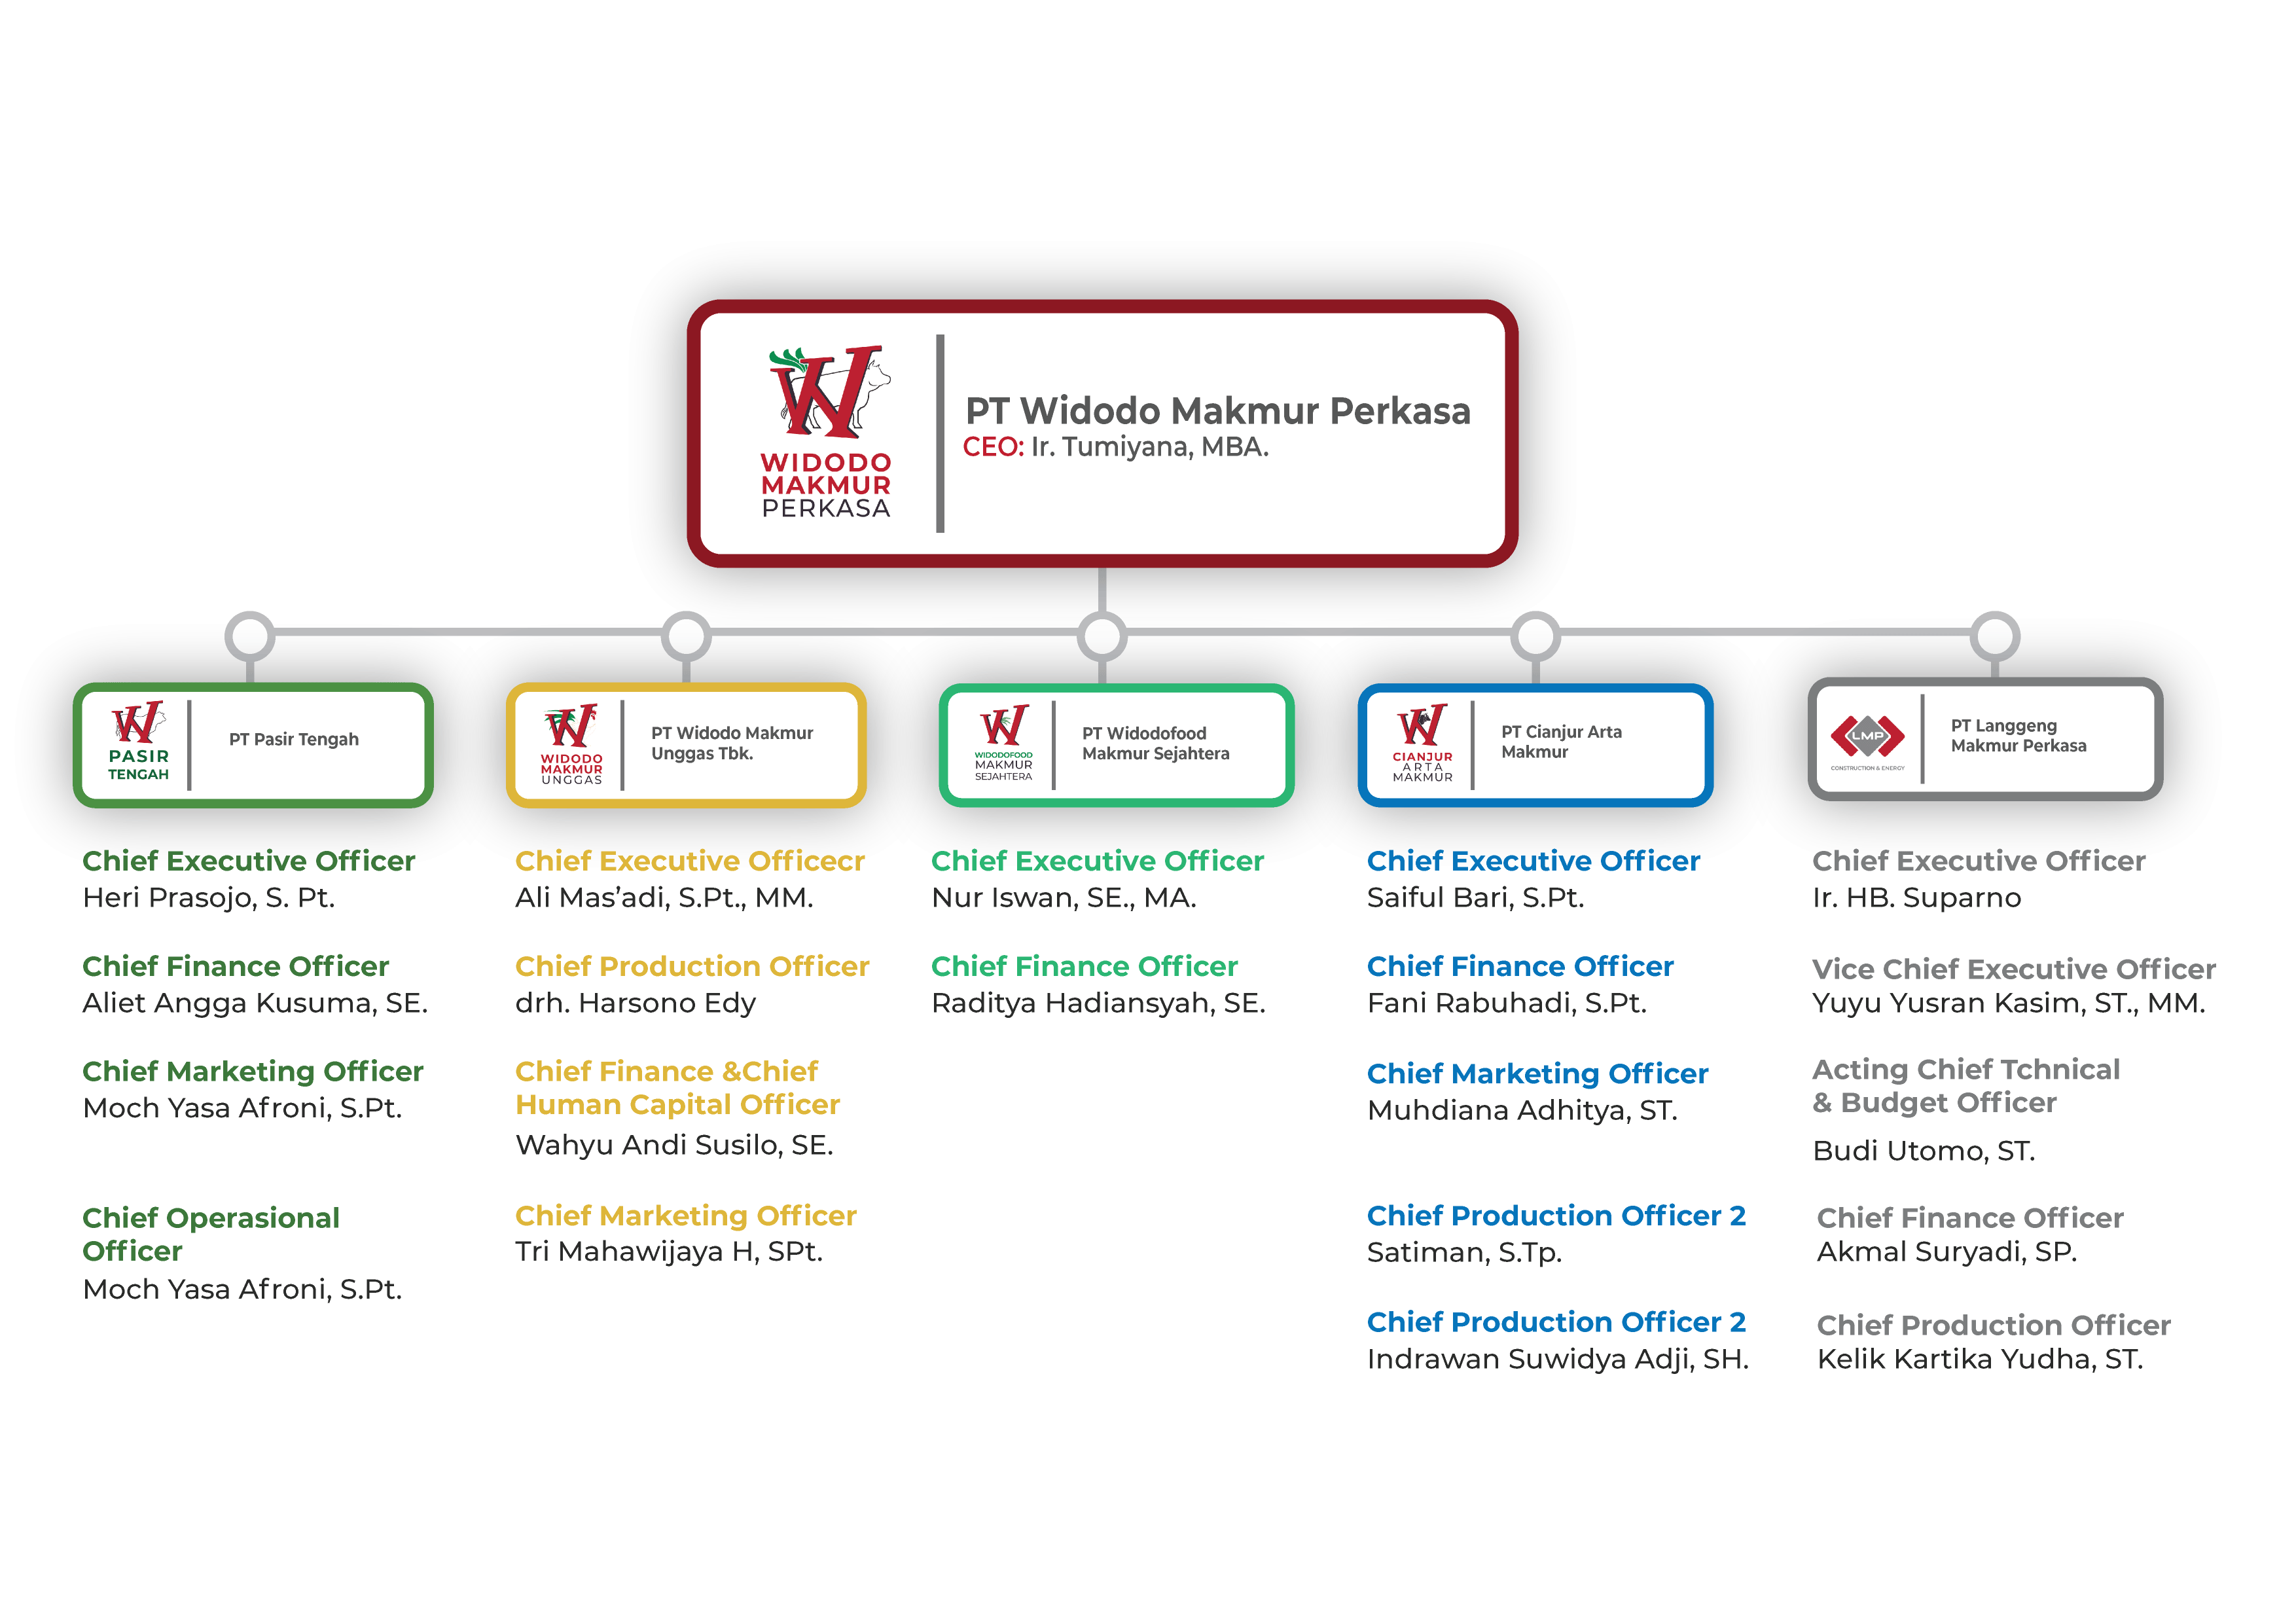 WIDODO
MAKMUR
PERKASA
PT Widodo Makmur Perkasa
CEO: Ir. Tumiyana, MBA.
PASIR
TENGAH
PT Pasir Tengah
Chief Executive Officer
Heri Prasojo, S. Pt.
Chief Finance Officer
Aliet Angga Kusuma, SE.
Chief Marketing Officer
Moch Yasa Afroni, S.Pt.
Chief Operasional
Officer
Moch Yasa Afroni, S.Pt.
WIDODO
MAKMUR
UNGGAS
PT Widodo Makmur
Unggas Tbk.
Chief Executive Officecr
Ali Mas’adi, S.Pt., MM.
Chief Production Officer
drh. Harsono Edy
Chief Finance &Chief
Human Capital Officer
Wahyu Andi Susilo, SE.
Chief Marketing Officer
Tri Mahawijaya H, SPt.
WIDODOFOOD
MAKMUR
SEJAHTERA
PT Widodofood
Makmur Sejahtera
Chief Executive Officer
Nur Iswan, SE., MA.
Chief Finance Officer
Raditya Hadiansyah, SE.
CIANJUR
ARTA
MAKMUR
PT Cianjur Arta
Makmur
Chief Executive Officer
Saiful Bari, S.Pt.
Chief Finance Officer
Fani Rabuhadi, S.Pt.
Chief Marketing Officer
Muhdiana Adhitya, ST.
Chief Production Officer 2
Satiman, S.Tp.
Chief Production Officer 2
Indrawan Suwidya Adji, SH.
LMP
CONSTRUCTION & ENERGY
PT Langgeng
Makmur Perkasa
Chief Executive Officer
Ir. HB. Suparno
Vice Chief Executive Officer
Yuyu Yusran Kasim, ST., MM.
Acting Chief Tchnical
& Budget Officer
Budi Utomo, ST.
Chief Finance Officer
Akmal Suryadi, SP.
Chief Production Officer
Kelik Kartika Yudha, ST.